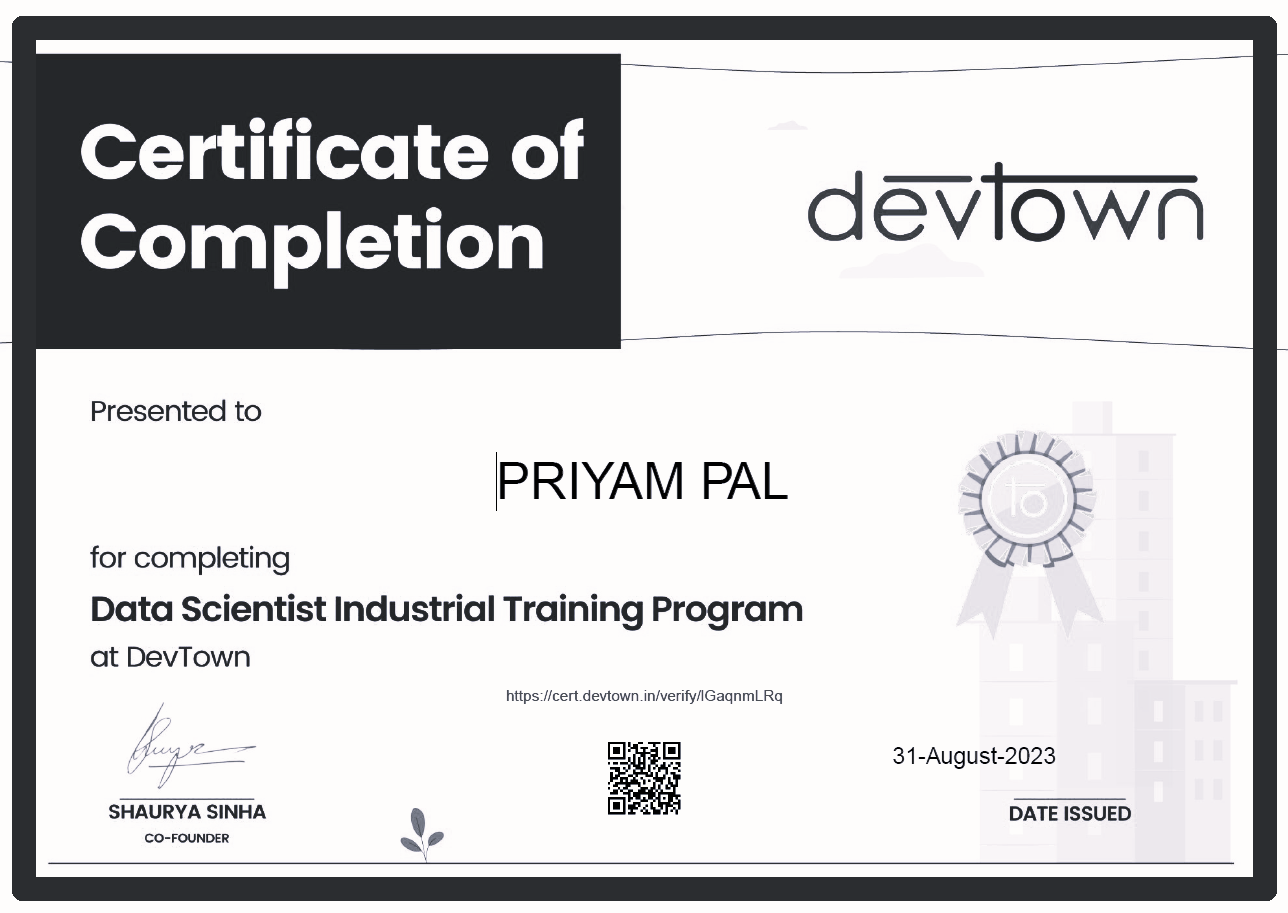 Certificate of
Completion
devtown
Presented to
PRIYAM PAL
to
for completing
Data Scientist Industrial Training Program
at DevTown
https://cert.devtown.in/verify/lGaqnmLRq
31-August-2023
SHAURYA SINHA
CO-FOUNDER
DATE ISSUED